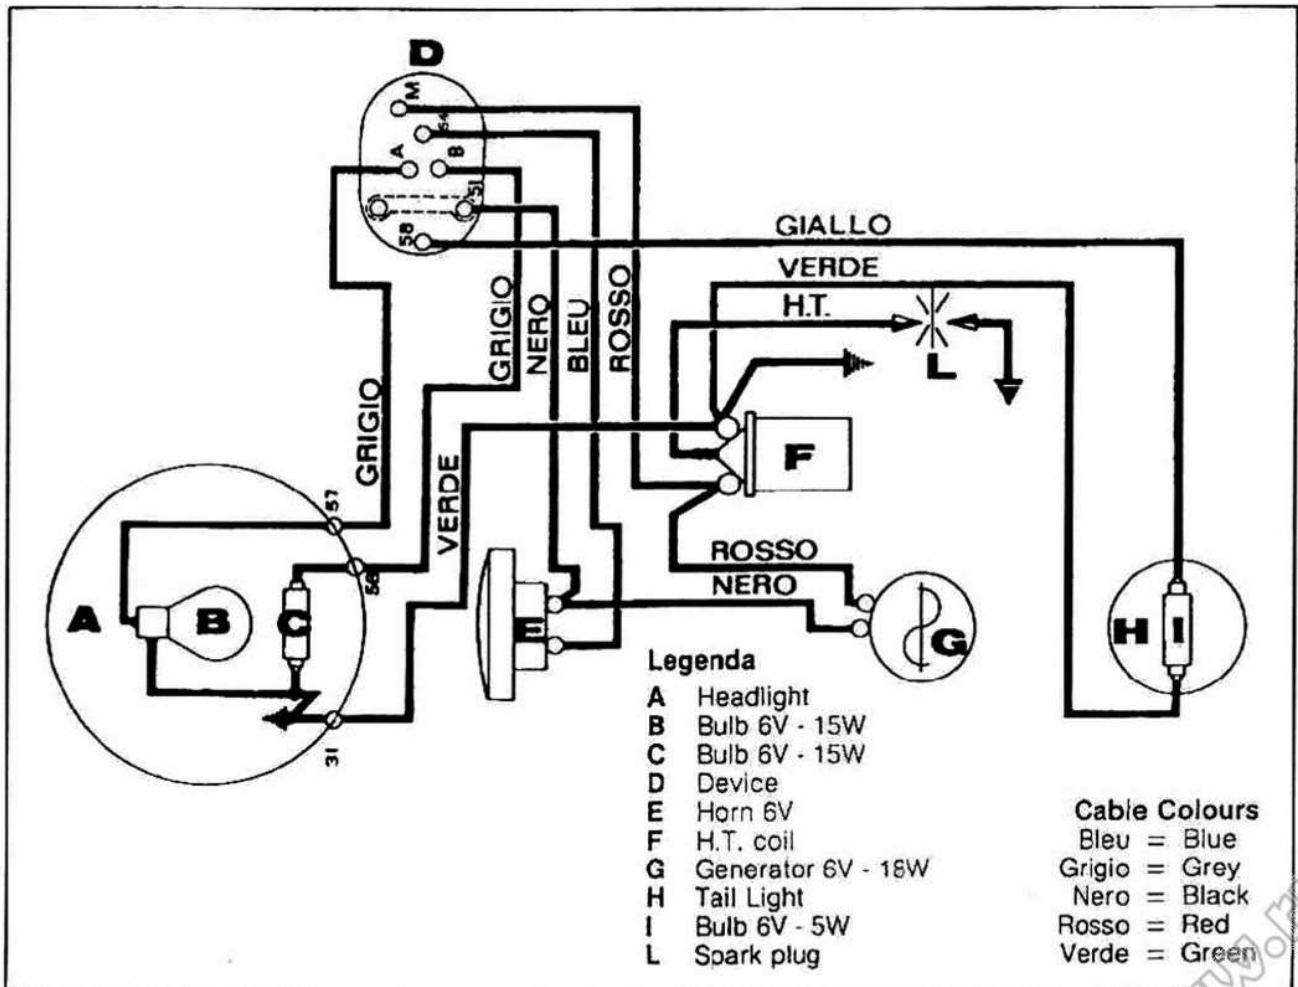 D
M
54
A
B
51
58
GIALLO
VERDE
H.T.
L
GRIGIO
NERO
BLEU
ROSSO
GRIGIO
VERDE
F
57
58
ROSSO
NERO
A
B
C
E
G
H
I
31
Legenda
A Headlight
B Bulb 6V - 15W
C Bulb 6V - 15W
D Device
E Horn 6V
F H.T. coil
G Generator 6V - 18W
H Tail Light
I Bulb 6V - 5W
L Spark plug
Cable Colours
Bleu = Blue
Grigio = Grey
Nero = Black
Rosso = Red
Verde = Green